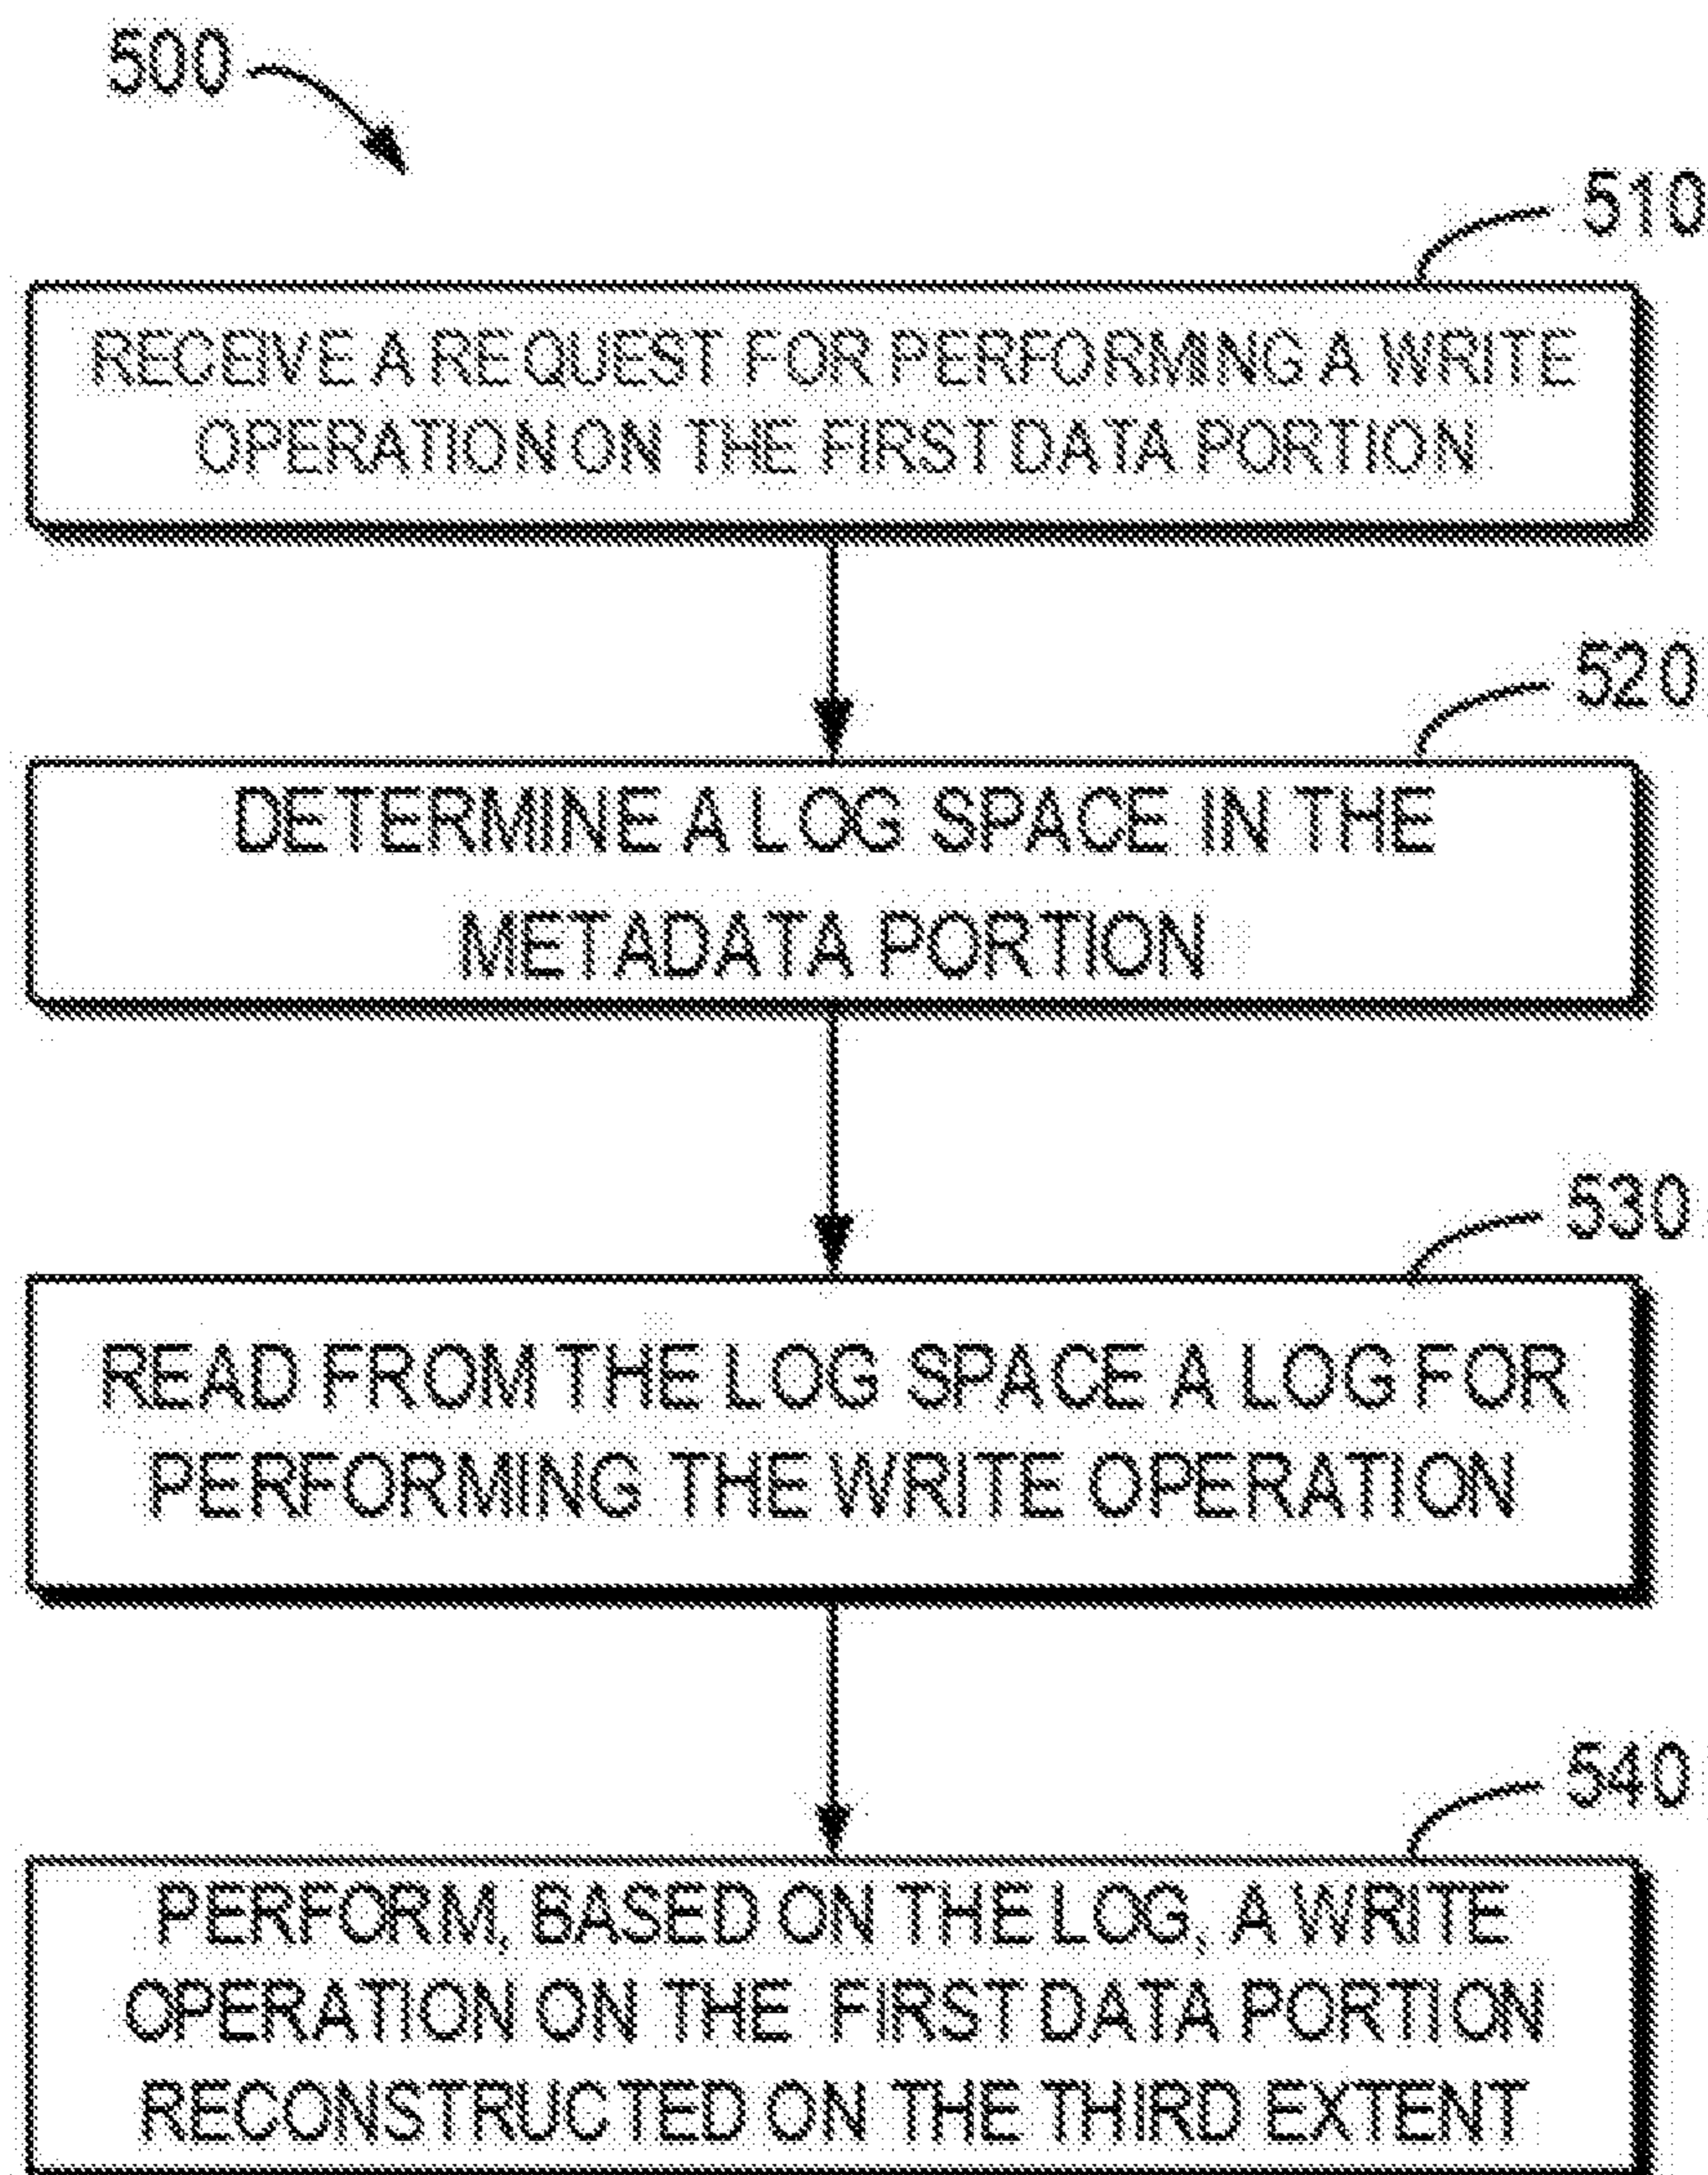 500
510
RECEIVE A REQUEST FOR PERFORMING A WRITE
OPERATION ON THE FIRST DATA PORTION
520
DETERMINE A LOG SPACE IN THE
METADATA PORTION
530
READ FROM THE LOG SPACE A LOG FOR
PERFORMING THE WRITE OPERATION
540
PERFORM, BASED ON THE LOG, A WRITE
OPERATION ON THE FIRST DATA PORTION
RECONSTRUCTED ON THE THIRD EXTENT